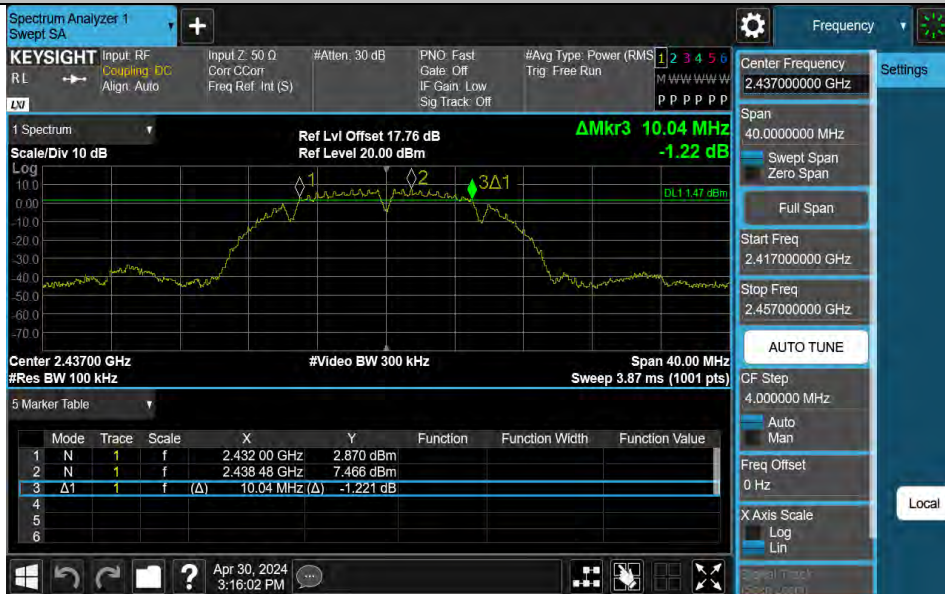 Spectrum Analyzer 1
Swept SA
+
Frequency
KEYSIGHT
RL
LXI
Input: RF
Coupling: DC
Align: Auto
Input Z: 50 Ω
Corr CCorr
Freq Ref: Int (S)
#Atten: 30 dB
PNO: Fast
Gate: Off
IF Gain: Low
Sig Track: Off
#Avg Type: Power (RMS
Trig: Free Run
1 2 3 4 5 6
M W W W W W
P P P P P P
1 Spectrum
Scale/Div 10 dB
Ref Lvl Offset 17.76 dB
Ref Level 20.00 dBm
ΔMkr3 10.04 MHz
-1.22 dB
Log
10.0
0.00
-10.0
-20.0
-30.0
-40.0
-50.0
-60.0
-70.0
1
2
3Δ1
DL1 1.47 dBm
Center 2.43700 GHz
#Res BW 100 kHz
#Video BW 300 kHz
Span 40.00 MHz
Sweep 3.87 ms (1001 pts)
5 Marker Table
Mode Trace Scale X Y Function Function Width Function Value
1 N 1 f 2.432 00 GHz 2.870 dBm
2 N 1 f 2.438 48 GHz 7.466 dBm
3 Δ1 1 f (Δ) 10.04 MHz (Δ) -1.221 dB
4
5
6
?
Apr 30, 2024
3:16:02 PM
Center Frequency
2.437000000 GHz
Span
40.0000000 MHz
Swept Span
Zero Span
Full Span
Start Freq
2.417000000 GHz
Stop Freq
2.457000000 GHz
AUTO TUNE
CF Step
4.000000 MHz
Auto
Man
Freq Offset
0 Hz
X Axis Scale
Log
Lin
Signal Track
(Span Zoom)
Settings
Local